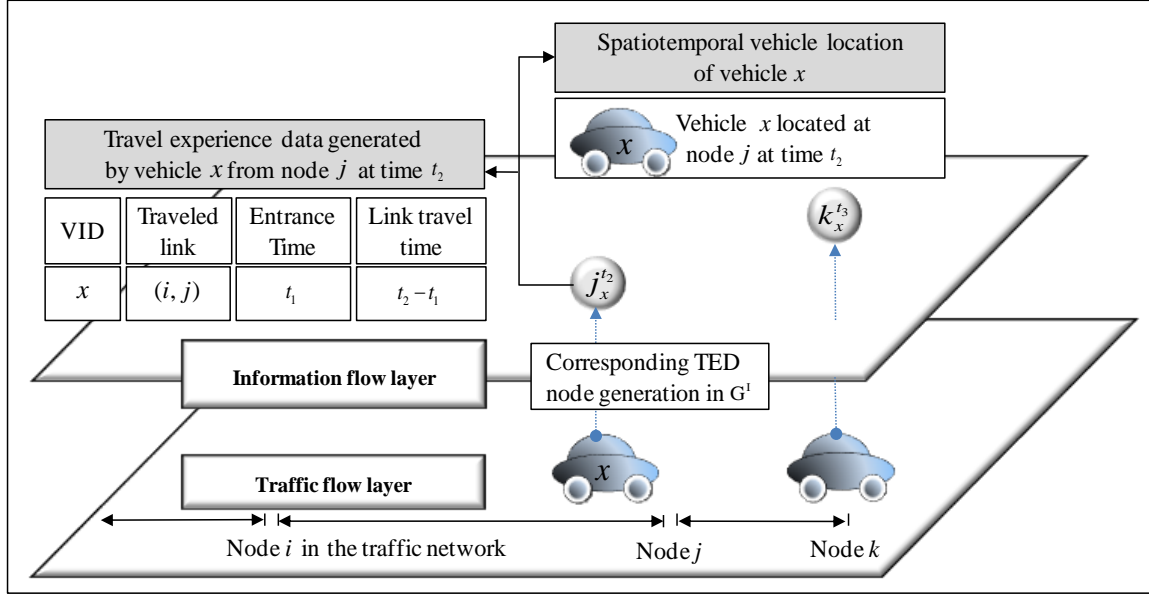 Spatiotemporal vehicle location
of vehicle x
x
Vehicle x located at
node j at time t₂
Travel experience data generated
by vehicle x from node j at time t₂
VID
Traveled
link
Entrance
Time
Link travel
time
x
(i, j)
t₁
t₂ − t₁
k_x^{t₃}
j_x^{t₂}
Information flow layer
Corresponding TED
node generation in Gᴵ
Traffic flow layer
x
Node i in the traffic network
Node j
Node k